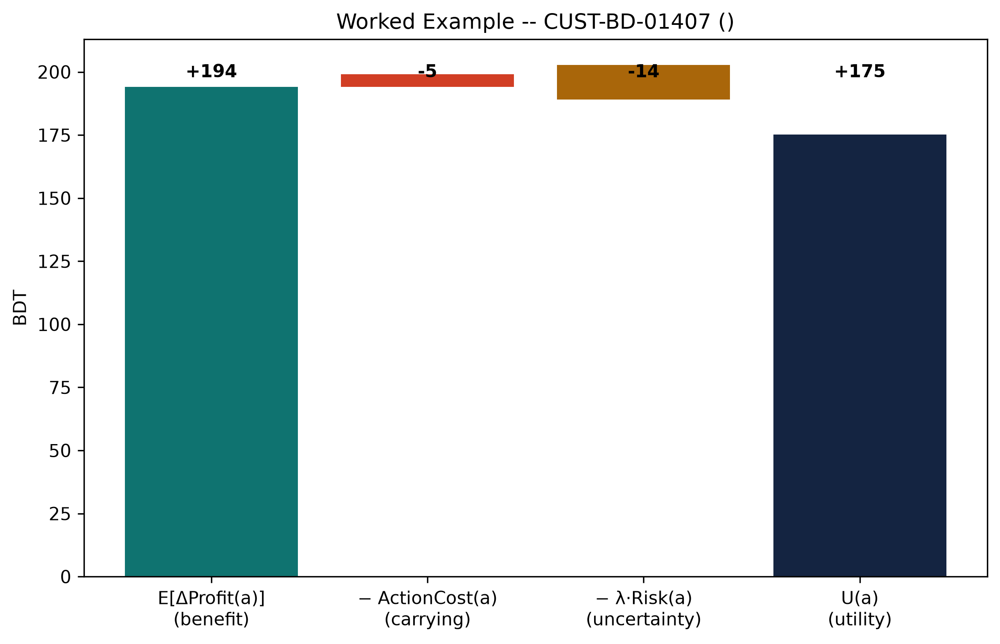 Worked Example -- CUST-BD-01407 ()
+194
-5
-14
+175
200
175
150
125
100
75
50
25
0
BDT
E[ΔProfit(a)]
(benefit)
− ActionCost(a)
(carrying)
− λ·Risk(a)
(uncertainty)
U(a)
(utility)